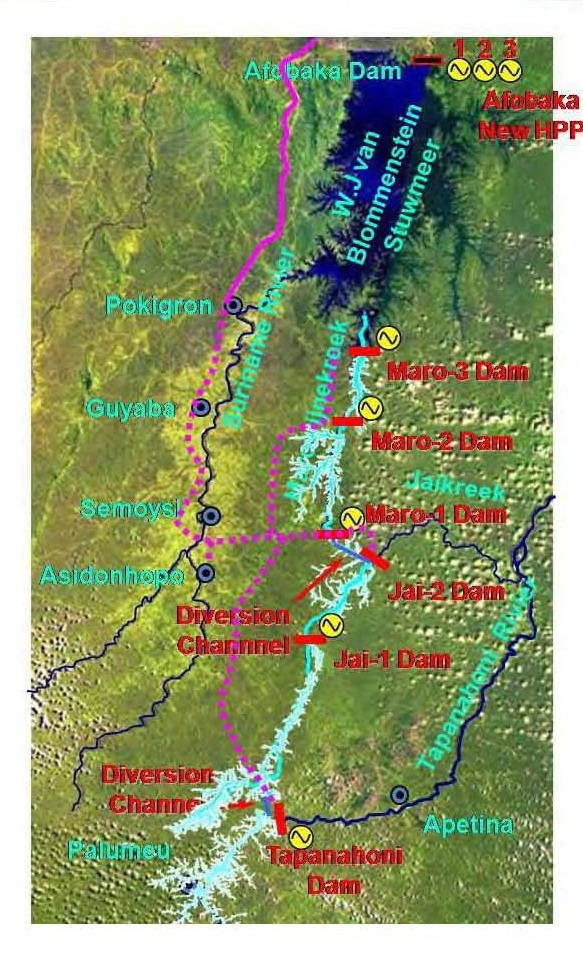 1 2 3
Afobaka Dam
Afobaka
New HPP
W.J van
Blommenstein
Stuwmeer
Pokigron
Suriname River
Maro-3 Dam
Guyaba
Maro-2 Dam
Jaikreek
Semoysi
Maro-1 Dam
Asidonhopo
Jai-2 Dam
Diversion
Channnel
Jai-1 Dam
Tapanahoni River
Diversion
Apetina
Palumeu
Tapanahoni
Dam